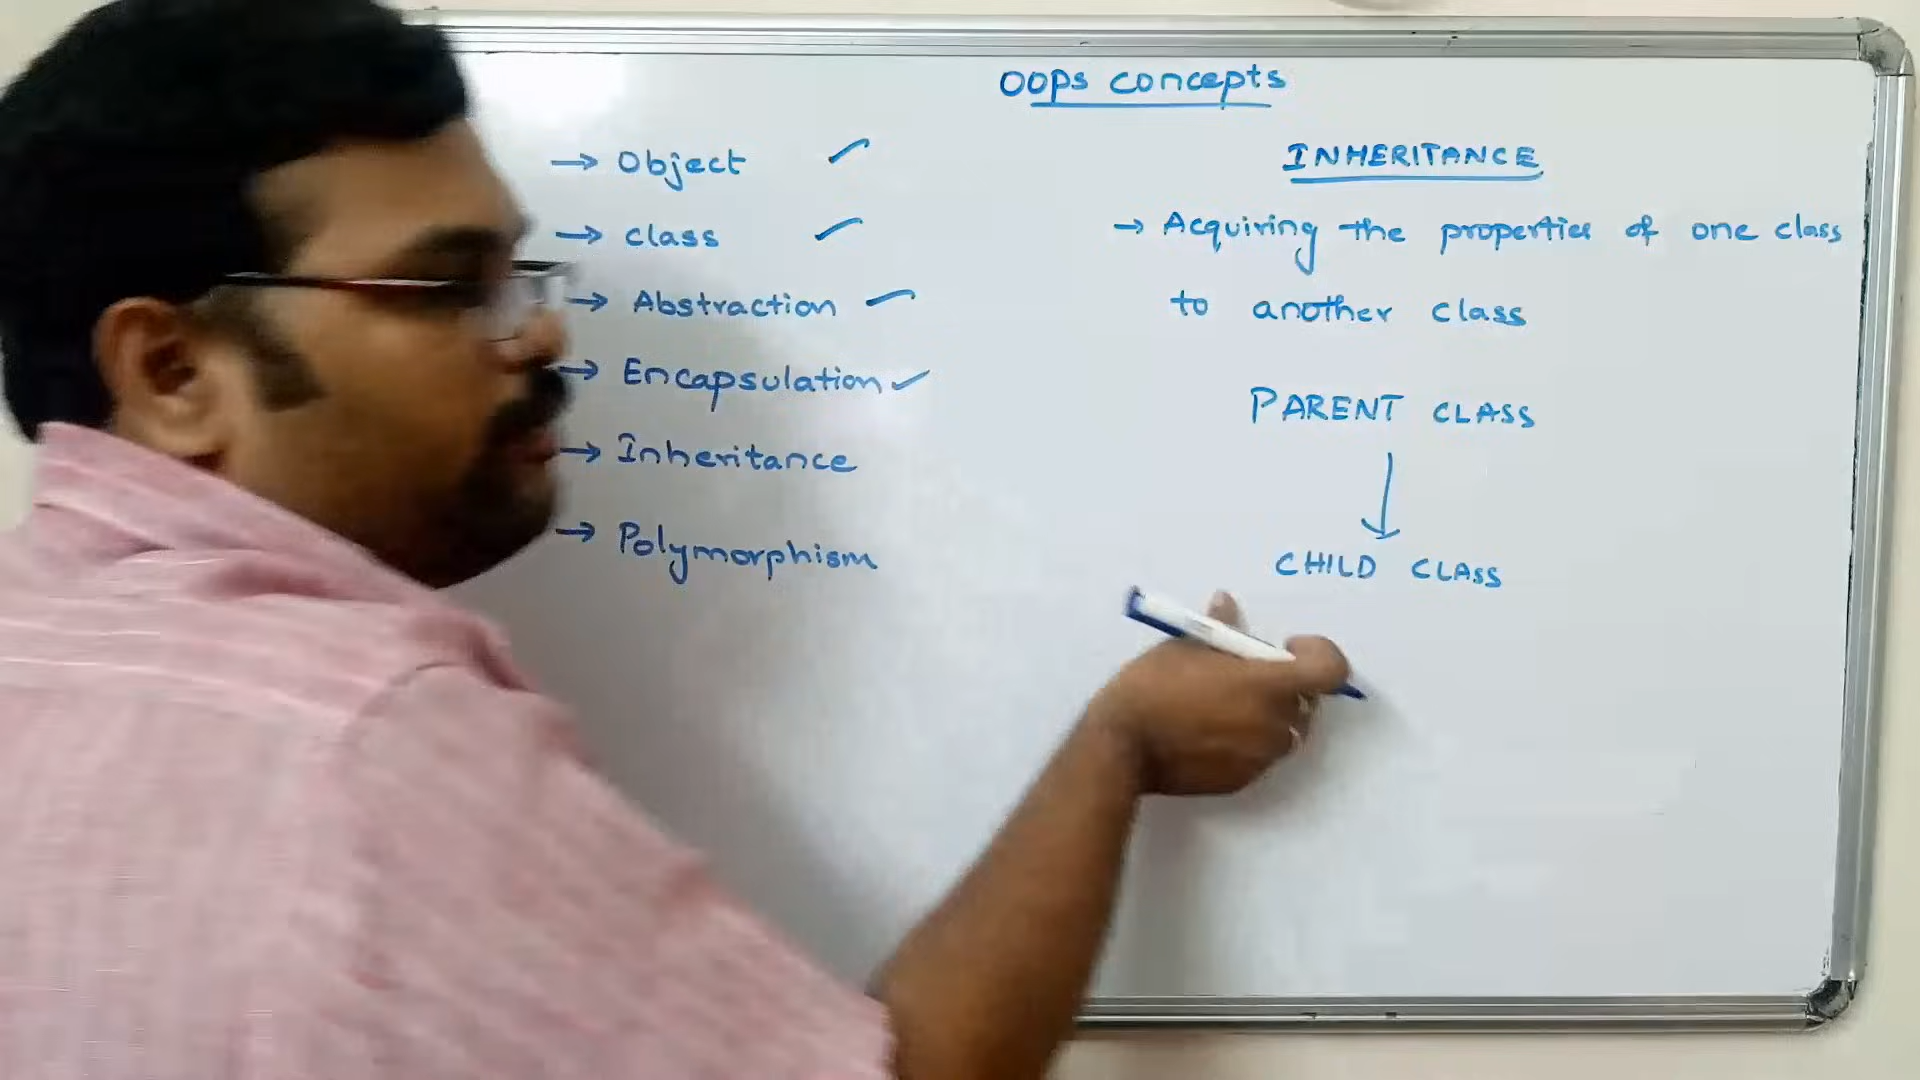 OOPS concepts
→ Object ✓
→ class ✓
→ Abstraction ✓
→ Encapsulation ✓
→ Inheritance
→ Polymorphism
INHERITANCE
→ Acquiring the properties of one class
to another class
PARENT CLASS
↓
CHILD CLASS